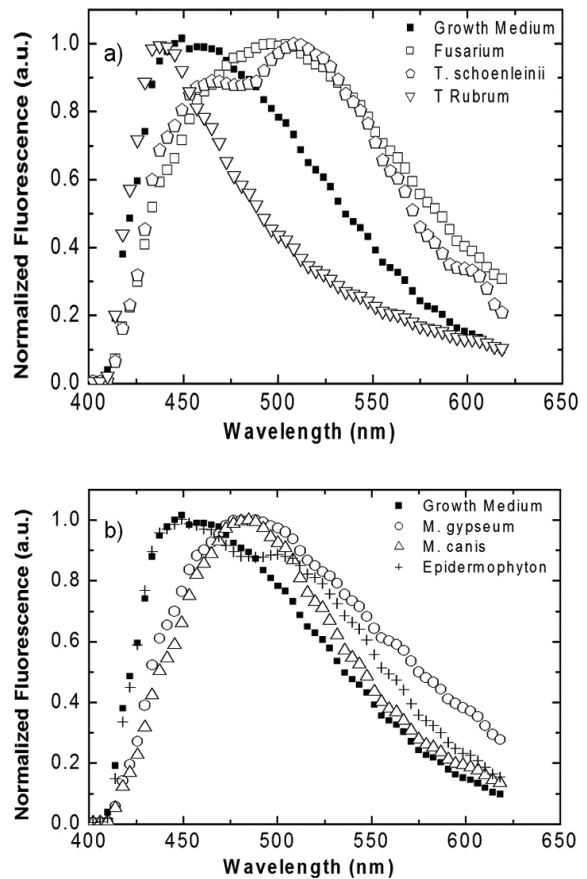 a)
Growth Medium
Fusarium
T. schoenleinii
T Rubrum
Normalized Fluorescence (a.u.)
1.0
0.8
0.6
0.4
0.2
0.0
400 450 500 550 600 650
Wavelength (nm)
b)
Growth Medium
M. gypseum
M. canis
Epidermophyton
Normalized Fluorescence (a.u.)
1.0
0.8
0.6
0.4
0.2
0.0
400 450 500 550 600 650
Wavelength (nm)